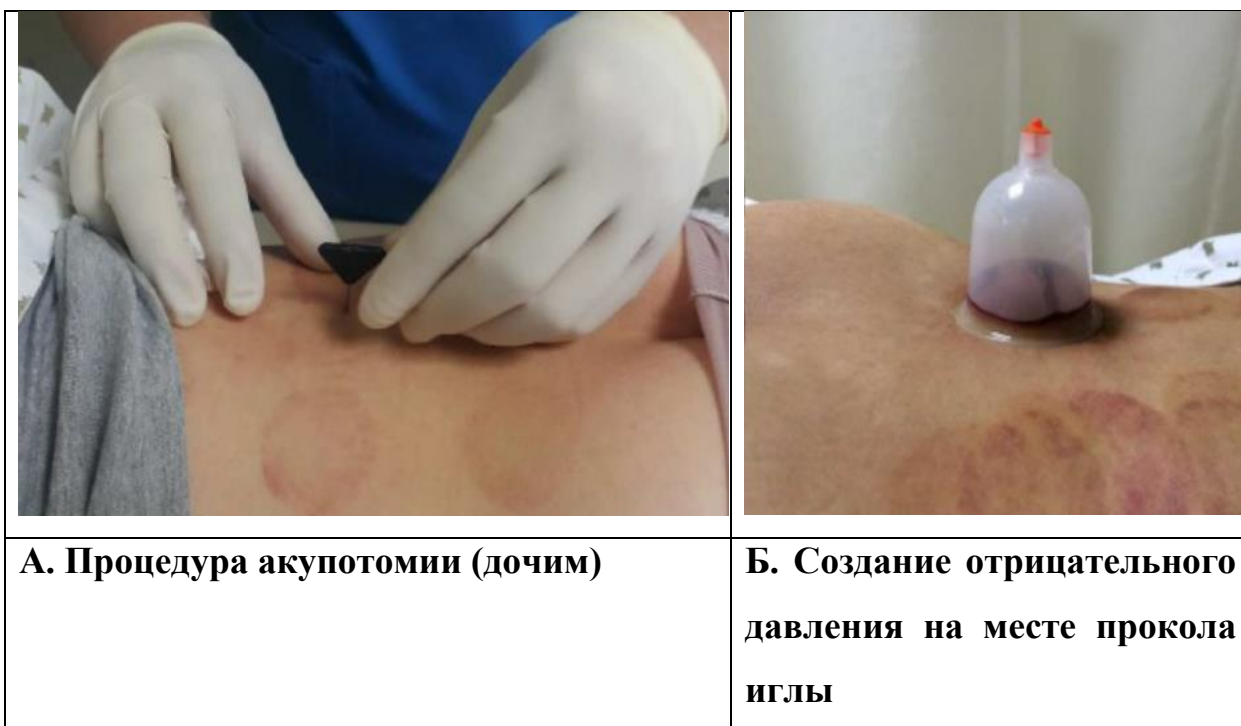 А. Процедура акупотомии (дочим)
Б. Создание отрицательного
давления на месте прокола
иглы